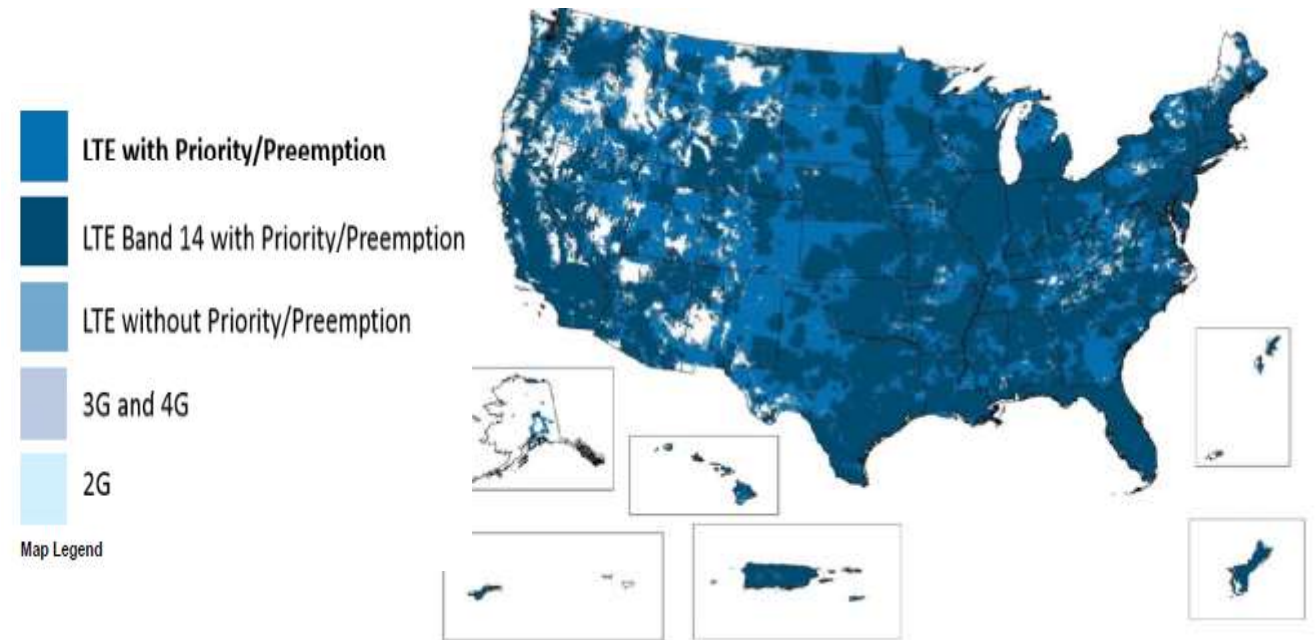 LTE with Priority/Preemption
LTE Band 14 with Priority/Preemption
LTE without Priority/Preemption
3G and 4G
2G
Map Legend